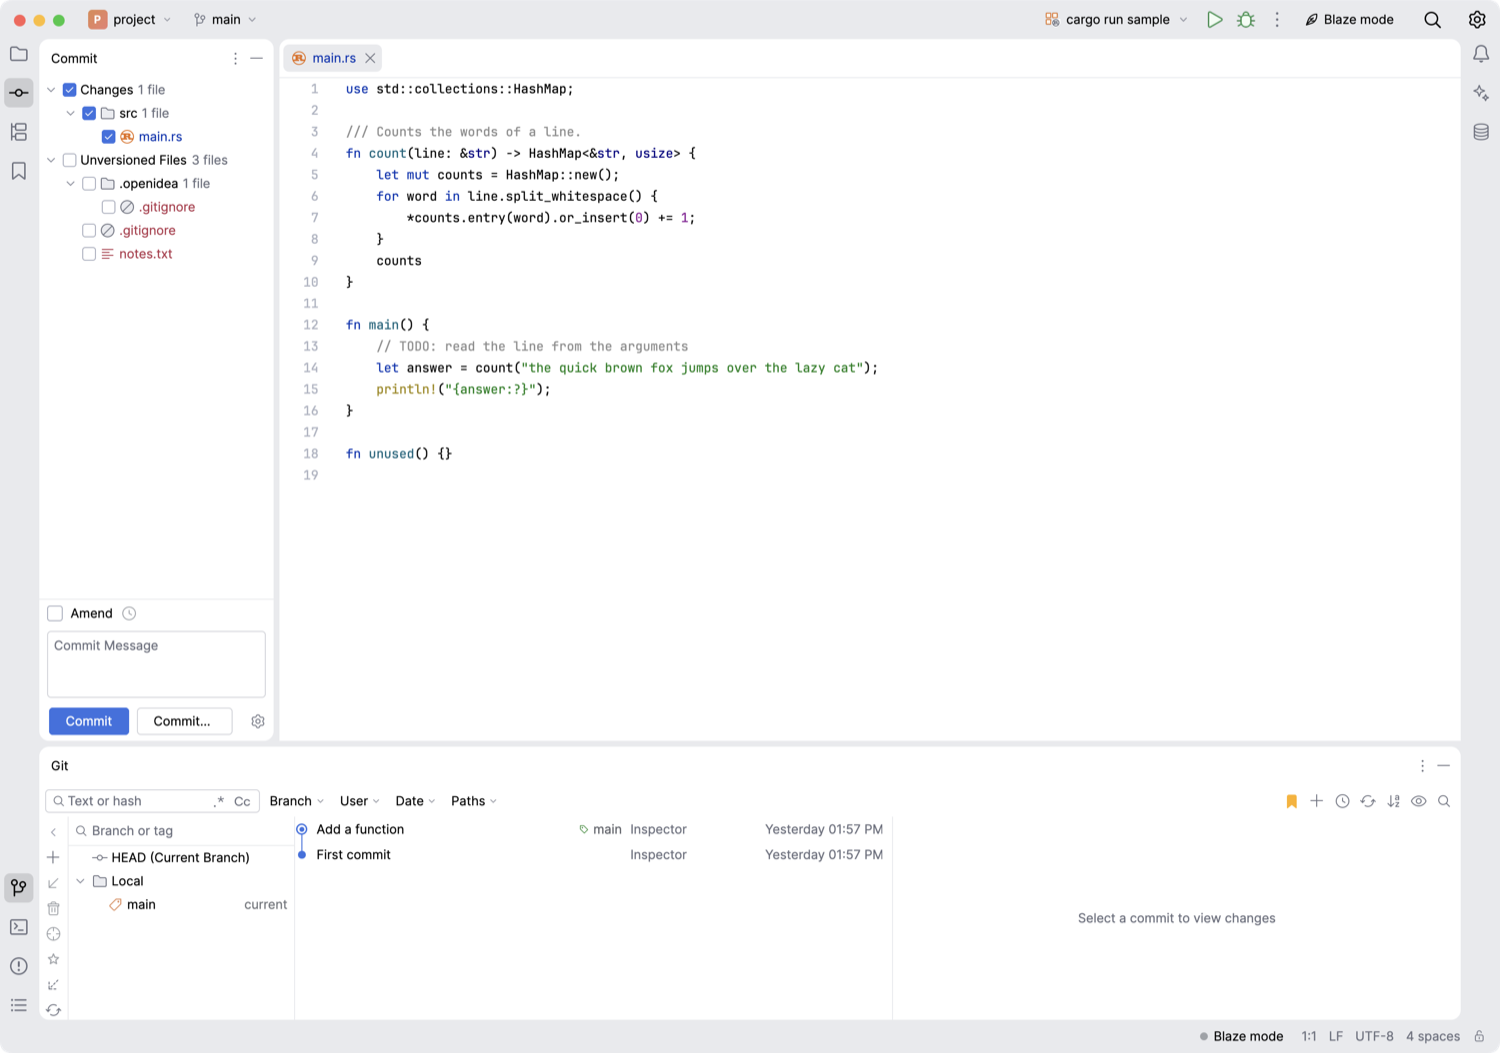 P project main cargo run sample Blaze mode
Commit
Changes 1 file
src 1 file
main.rs
Unversioned Files 3 files
.openidea 1 file
.gitignore
.gitignore
notes.txt
Amend
Commit Message
Commit Commit...
main.rs
1 use std::collections::HashMap;
2
3 /// Counts the words of a line.
4 fn count(line: &str) -> HashMap<&str, usize> {
5 let mut counts = HashMap::new();
6 for word in line.split_whitespace() {
7 *counts.entry(word).or_insert(0) += 1;
8 }
9 counts
10 }
11
12 fn main() {
13 // TODO: read the line from the arguments
14 let answer = count("the quick brown fox jumps over the lazy cat");
15 println!("{answer:?}");
16 }
17
18 fn unused() {}
19
Git
Text or hash .* Cc Branch User Date Paths
Branch or tag
HEAD (Current Branch)
Local
main current
Add a function main Inspector Yesterday 01:57 PM
First commit Inspector Yesterday 01:57 PM
Select a commit to view changes
Blaze mode 1:1 LF UTF-8 4 spaces